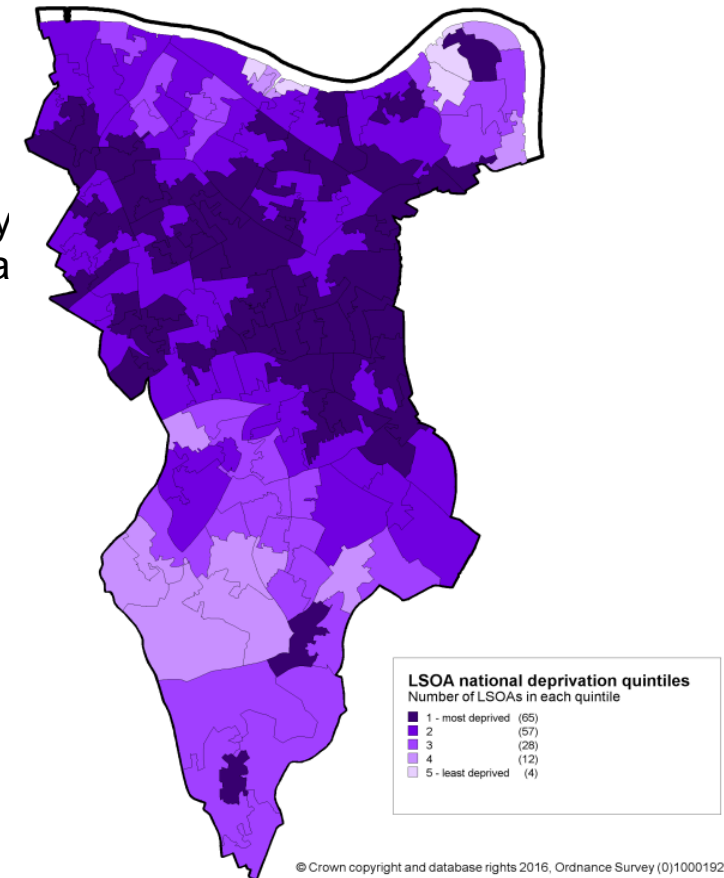 y
a
LSOA national deprivation quintiles
Number of LSOAs in each quintile
1 - most deprived (65)
2 (57)
3 (28)
4 (12)
5 - least deprived (4)
© Crown copyright and database rights 2016, Ordnance Survey (0)1000192